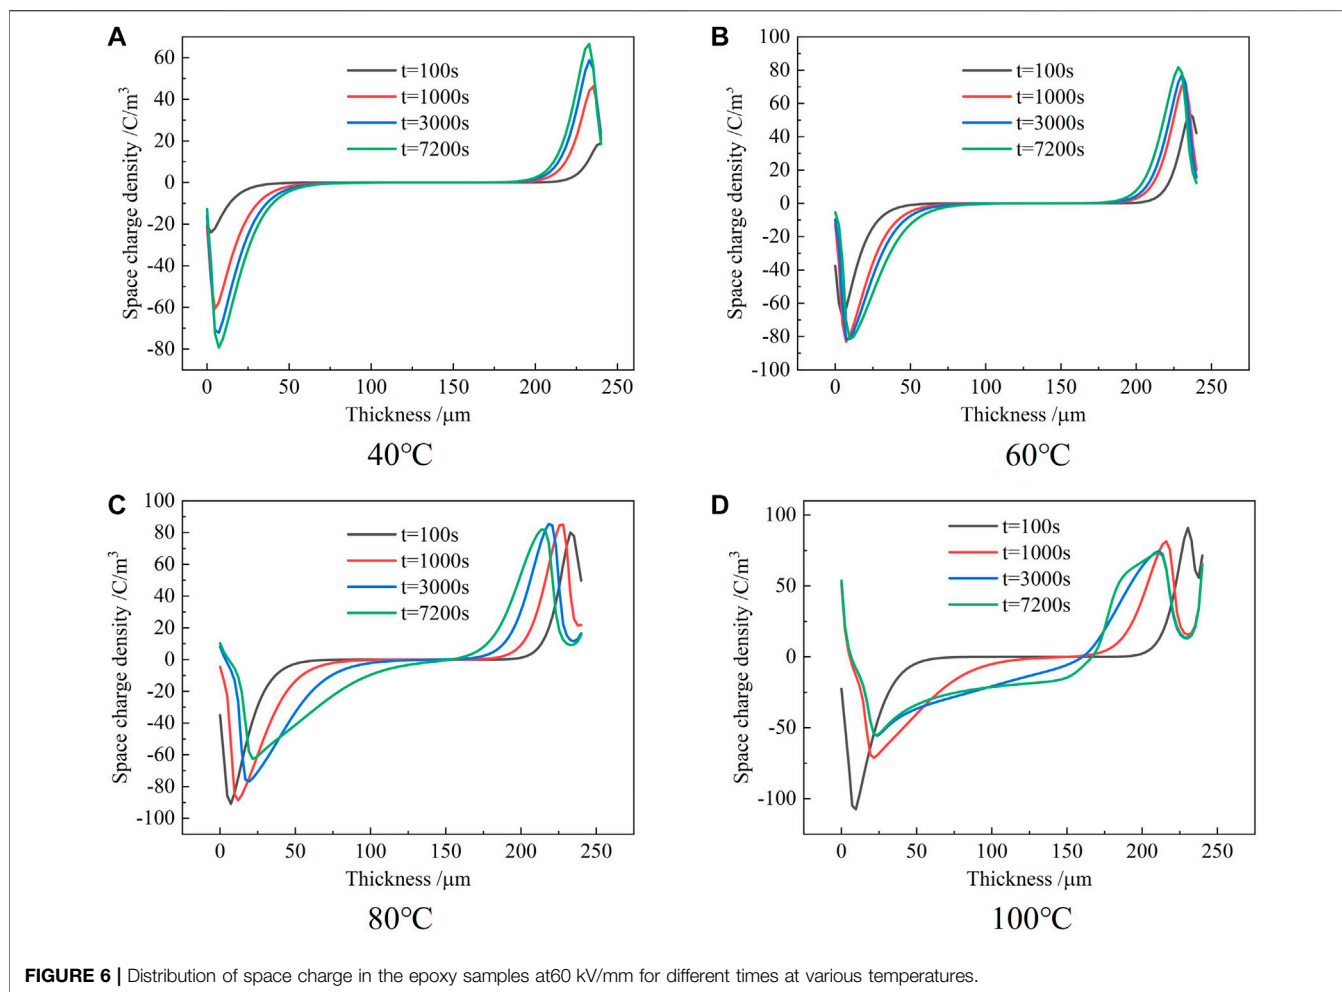 A
t=100s
t=1000s
t=3000s
t=7200s
Space charge density /C/m³
60
40
20
0
-20
-40
-60
-80
0 50 100 150 200 250
Thickness /μm
40℃
B
t=100s
t=1000s
t=3000s
t=7200s
Space charge density /C/m³
100
80
60
40
20
0
-20
-40
-60
-80
-100
0 50 100 150 200 250
Thickness /μm
60℃
C
t=100s
t=1000s
t=3000s
t=7200s
Space charge density /C/m³
100
80
60
40
20
0
-20
-40
-60
-80
-100
0 50 100 150 200 250
Thickness /μm
80℃
D
t=100s
t=1000s
t=3000s
t=7200s
Space charge density /C/m³
100
50
0
-50
-100
0 50 100 150 200 250
Thickness /μm
100℃
FIGURE 6 | Distribution of space charge in the epoxy samples at60 kV/mm for different times at various temperatures.